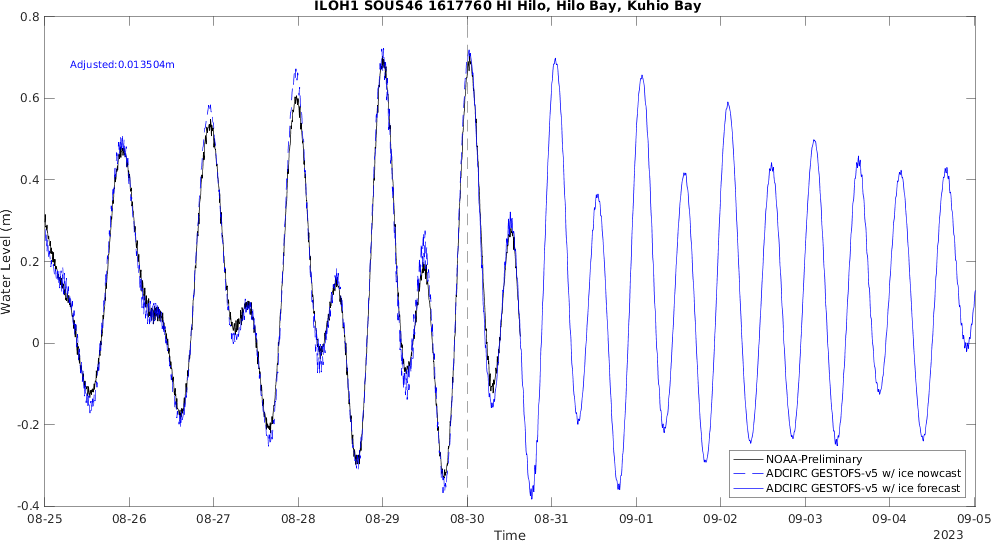 ILOH1 SOUS46 1617760 HI Hilo, Hilo Bay, Kuhio Bay
0.8
Adjusted:0.013504m
0.6
0.4
0.2
0
-0.2
-0.4
Water Level (m)
NOAA-Preliminary
ADCIRC GESTOFS-v5 w/ ice nowcast
ADCIRC GESTOFS-v5 w/ ice forecast
08-25 08-26 08-27 08-28 08-29 08-30 08-31 09-01 09-02 09-03 09-04 09-05
Time
2023